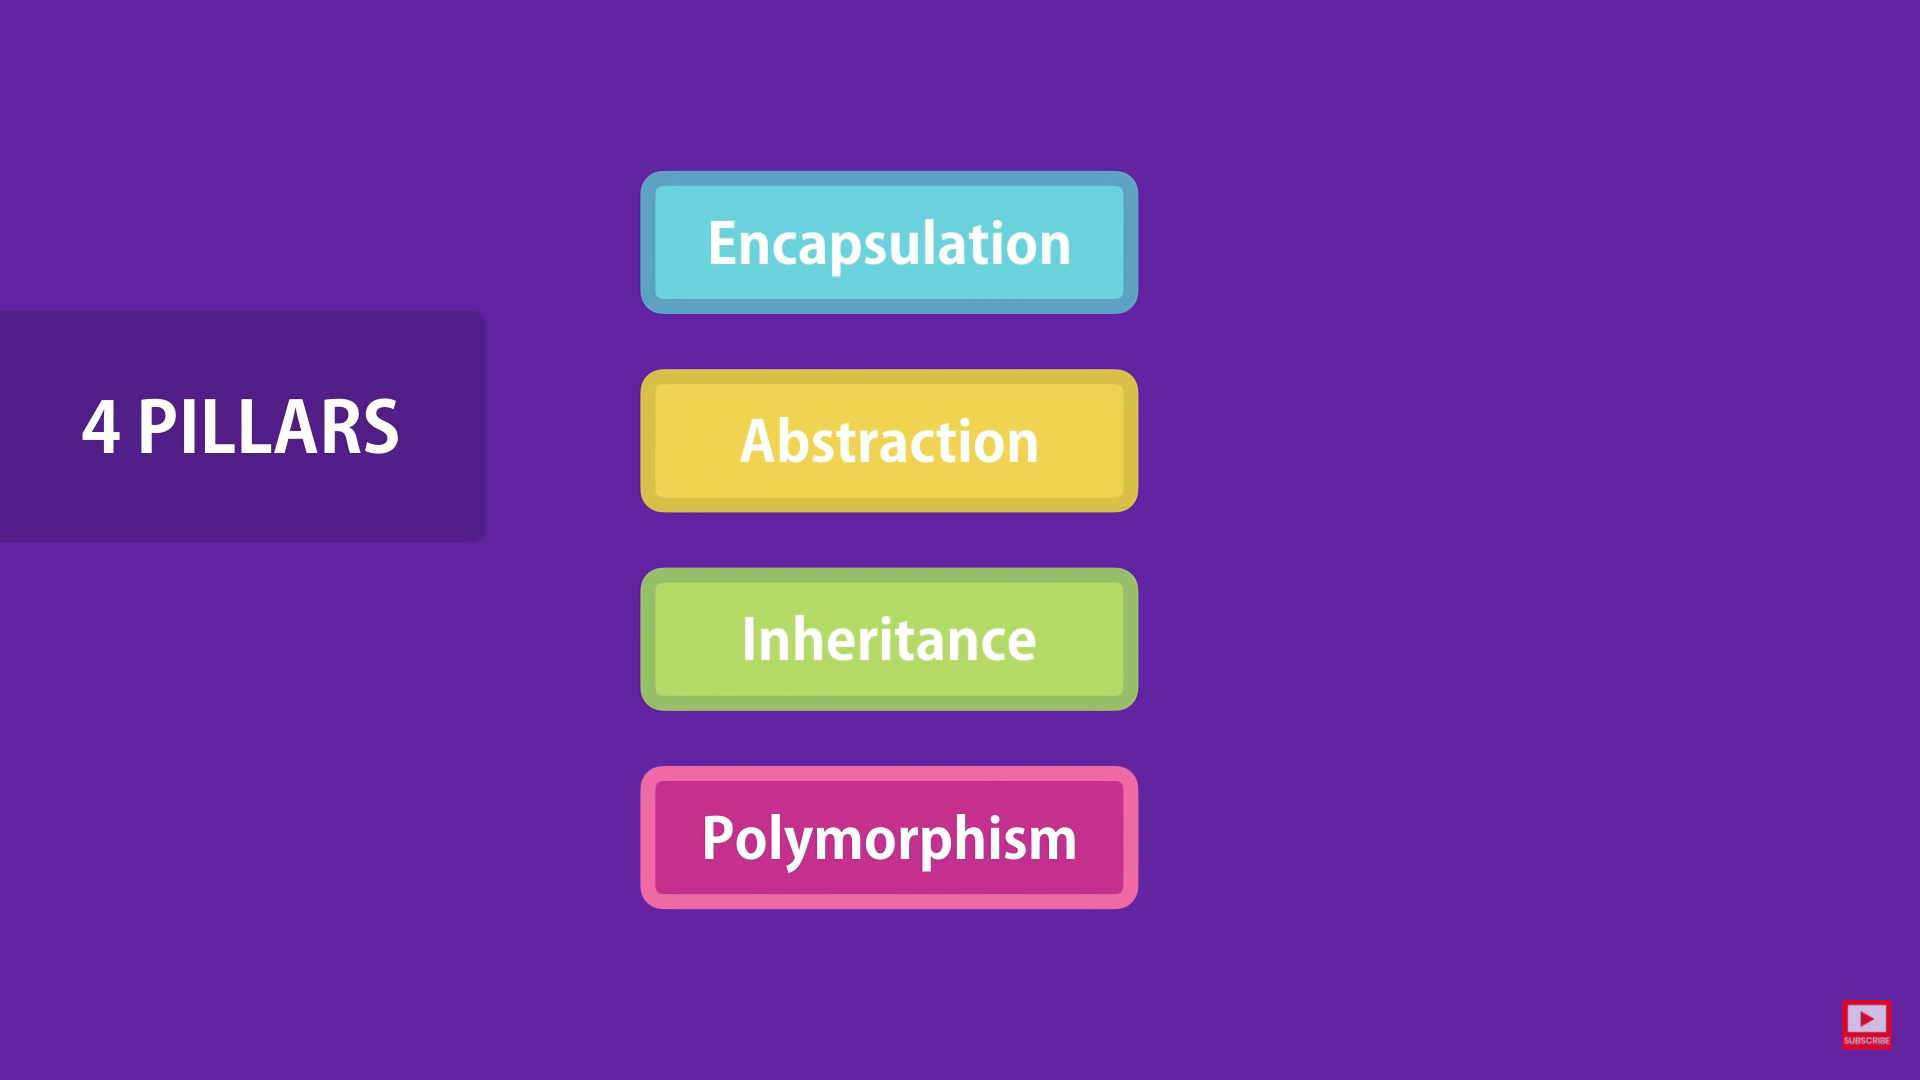 4 PILLARS
Encapsulation
Abstraction
Inheritance
Polymorphism
SUBSCRIBE